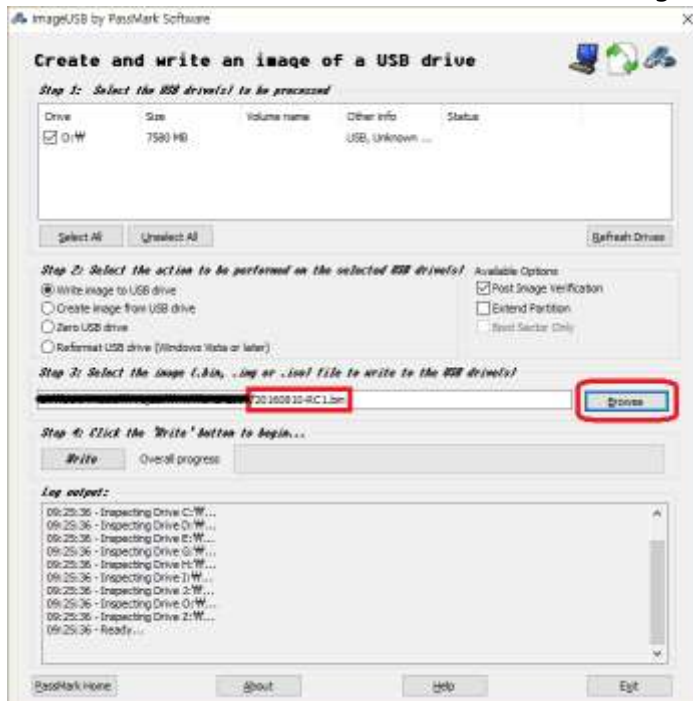 ImageUSB by PassMark Software
Create and write an image of a USB drive
Step 1: Select the USB drive(s) to be processed
Drive Size Volume name Other info Status
O:₩ 7580 MB USB, Unknown ...
Select All Unselect All Refresh Drives
Step 2: Select the action to be performed on the selected USB drive(s) Available Options
Write image to USB drive Post Image Verification
Create image from USB drive Extend Partition
Zero USB drive Boot Sector Only
Reformat USB drive (Windows Vista or later)
Step 3: Select the image (.bin, .img or .iso) file to write to the USB drive(s)
20160810-RC1.bin Browse
Step 4: Click the 'Write' button to begin...
Write Overall progress
Log output:
09:25:36 - Inspecting Drive C:₩...
09:25:36 - Inspecting Drive D:₩...
09:25:36 - Inspecting Drive E:₩...
09:25:36 - Inspecting Drive G:₩...
09:25:36 - Inspecting Drive H:₩...
09:25:36 - Inspecting Drive I:₩...
09:25:36 - Inspecting Drive J:₩...
09:25:36 - Inspecting Drive O:₩...
09:25:36 - Inspecting Drive Z:₩...
09:25:36 - Ready...
PassMark Home About Help Exit